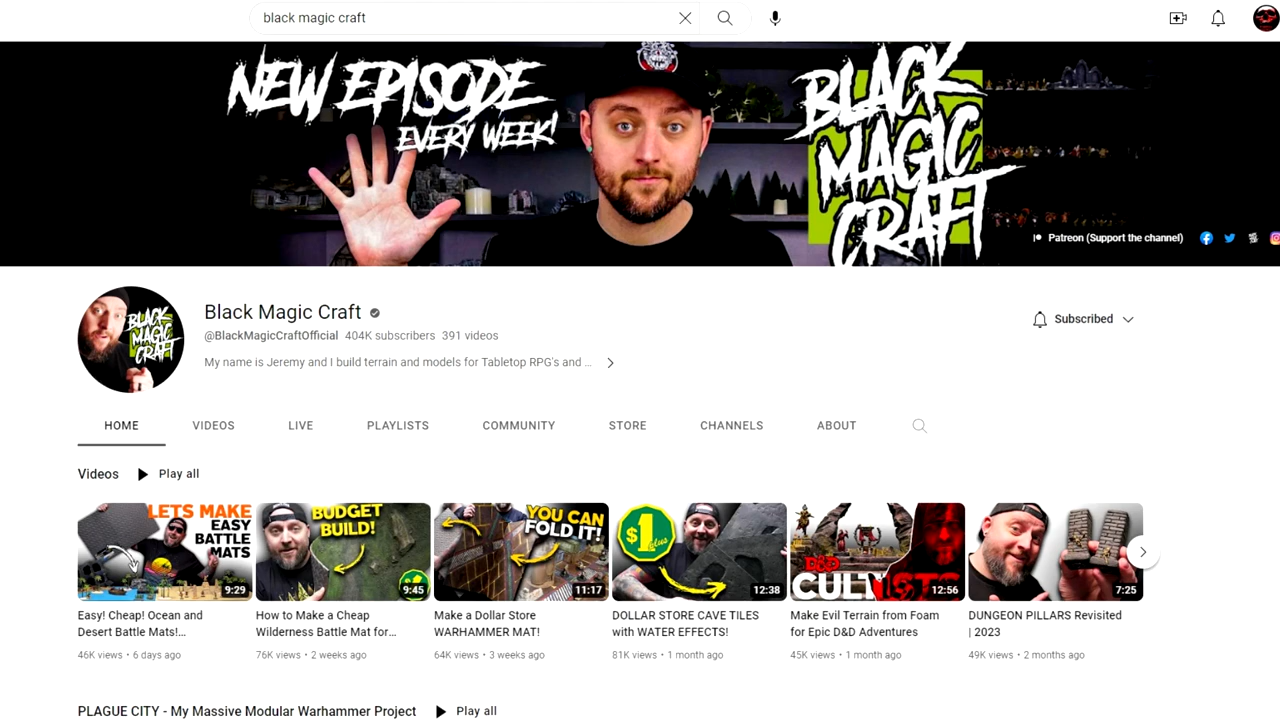 black magic craft
NEW EPISODE
EVERY WEEK!
BLACK
MAGIC
CRAFT
Patreon (Support the channel)
BLACK
MAGIC
CRAFT
Black Magic Craft
@BlackMagicCraftOfficial 404K subscribers 391 videos
My name is Jeremy and I build terrain and models for Tabletop RPG's and ...
Subscribed
HOME VIDEOS LIVE PLAYLISTS COMMUNITY STORE CHANNELS ABOUT
Videos Play all
LETS MAKE
EASY
BATTLE
MATS
9:29
BUDGET
BUILD!
9:45
YOU CAN
FOLD IT!
11:17
$1
plus
12:38
D&D
CULTISTS
12:56
7:25
Easy! Cheap! Ocean and
Desert Battle Mats!...
46K views • 6 days ago
How to Make a Cheap
Wilderness Battle Mat for...
76K views • 2 weeks ago
Make a Dollar Store
WARHAMMER MAT!
64K views • 3 weeks ago
DOLLAR STORE CAVE TILES
with WATER EFFECTS!
81K views • 1 month ago
Make Evil Terrain from Foam
for Epic D&D Adventures
45K views • 1 month ago
DUNGEON PILLARS Revisited
| 2023
49K views • 2 months ago
PLAGUE CITY - My Massive Modular Warhammer Project Play all